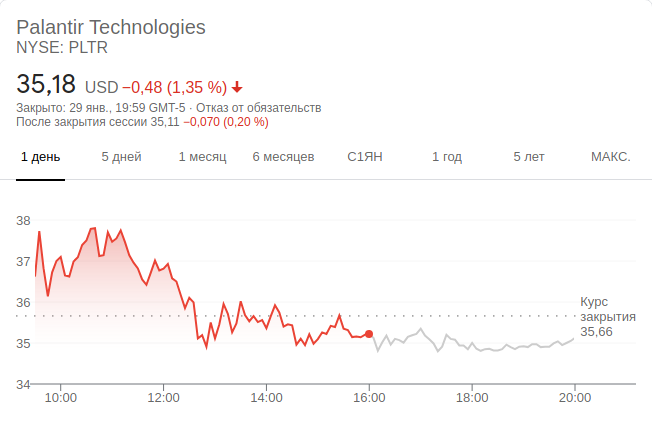 Palantir Technologies
NYSE: PLTR
35,18 USD −0,48 (1,35 %)
Закрыто: 29 янв., 19:59 GMT-5 · Отказ от обязательств
После закрытия сессии 35,11 −0,070 (0,20 %)
1 день 5 дней 1 месяц 6 месяцев С1ЯН 1 год 5 лет МАКС.
38
37
36
35
34
Курс
закрытия
35,66
10:00 12:00 14:00 16:00 18:00 20:00